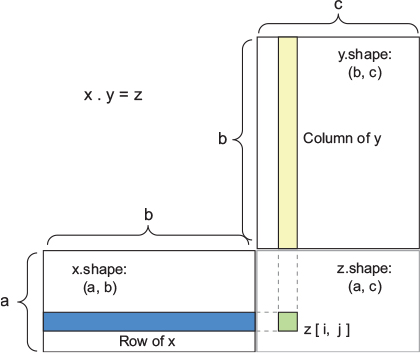 c
y.shape:
(b, c)
x . y = z
b
Column of y
b
x.shape:
(a, b)
z.shape:
(a, c)
a
z [ i, j ]
Row of x